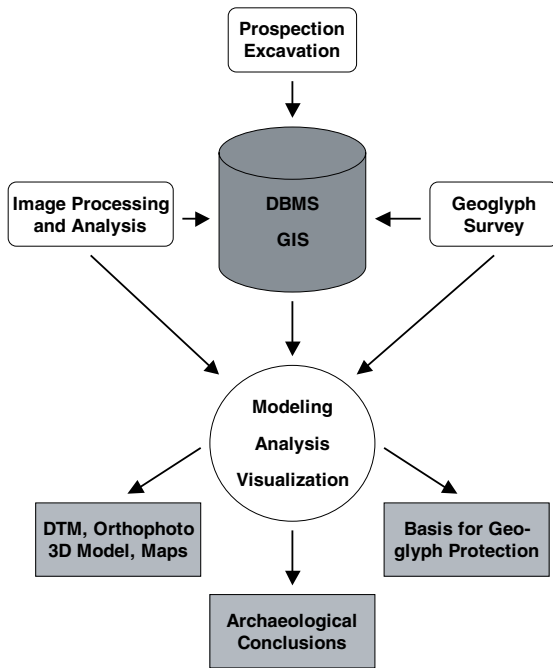 Prospection
Excavation
Image Processing
and Analysis
DBMS
GIS
Geoglyph
Survey
Modeling
Analysis
Visualization
DTM, Orthophoto
3D Model, Maps
Basis for Geo-
glyph Protection
Archaeological
Conclusions